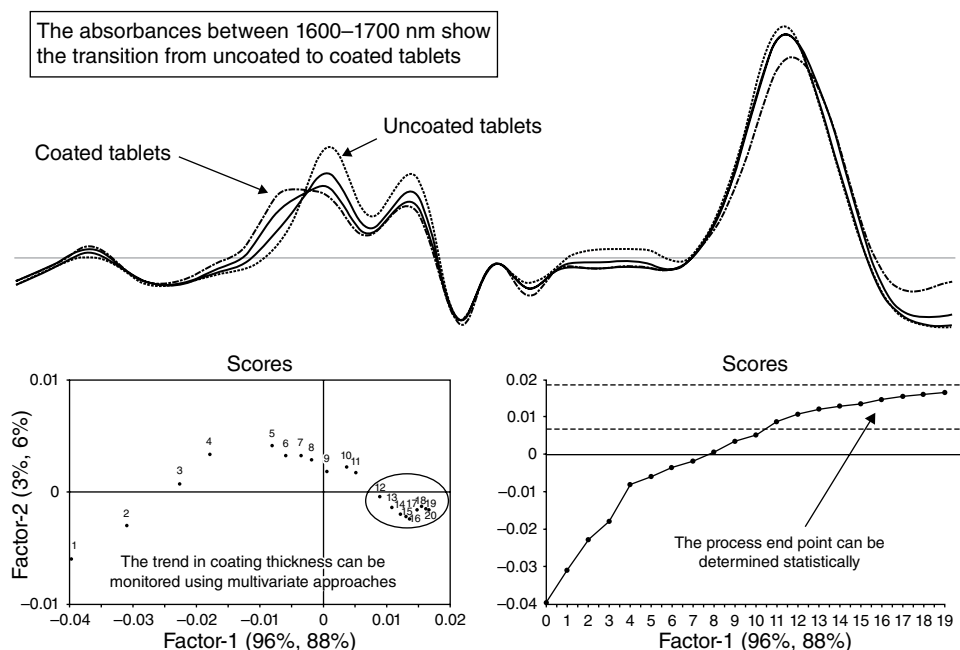 The absorbances between 1600–1700 nm show
the transition from uncoated to coated tablets
Uncoated tablets
Coated tablets
Scores
0.01
0
–0.01
Factor-2 (3%, 6%)
1
2
3
4
5
6
7
8
9
10
11
12
13
14
15
16
17
18
19
20
The trend in coating thickness can be
monitored using multivariate approaches
–0.04 –0.03 –0.02 –0.01 0 0.01 0.02
Factor-1 (96%, 88%)
Scores
0.02
0.01
0
–0.01
–0.02
–0.03
–0.04
The process end point can be
determined statistically
0 1 2 3 4 5 6 7 8 9 10 11 12 13 14 15 16 17 18 19
Factor-1 (96%, 88%)